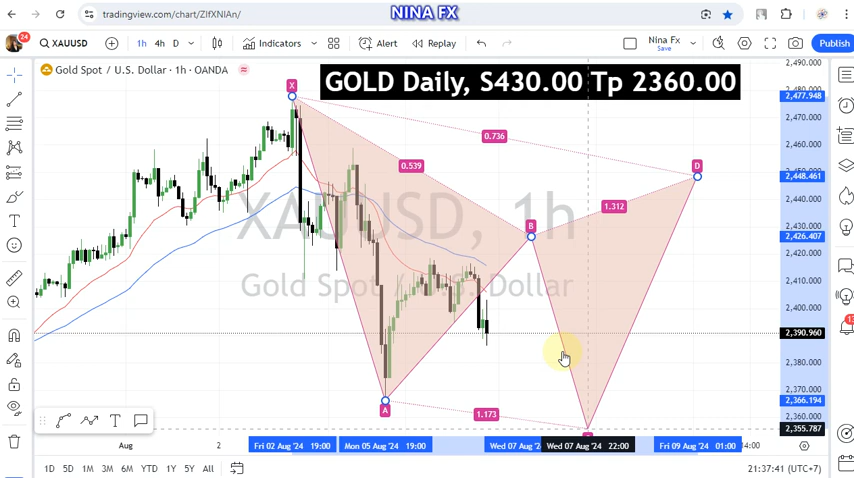 NINA FX
tradingview.com/chart/ZIfXNIAn/
XAUUSD
1h 4h D
Indicators
Alert
Replay
Nina Fx
Save
Publish
Gold Spot / U.S. Dollar · 1h · OANDA
GOLD Daily, S430.00 Tp 2360.00
2,490.000
2,477.948
2,470.000
2,460.000
2,448.461
2,440.000
2,430.000
2,426.407
2,420.000
2,410.000
2,400.000
2,390.960
2,380.000
2,370.000
2,366.194
2,360.000
2,355.787
X
0.736
0.539
D
1.312
B
XAUUSD, 1h
Gold Spot / U.S. Dollar
A
1.173
Aug
2
Fri 02 Aug '24 19:00
Mon 05 Aug '24 19:00
Wed 07 Aug '24 22:00
Fri 09 Aug '24 01:00
14:00
1D 5D 1M 3M 6M YTD 1Y 5Y All
21:37:41 (UTC+7)